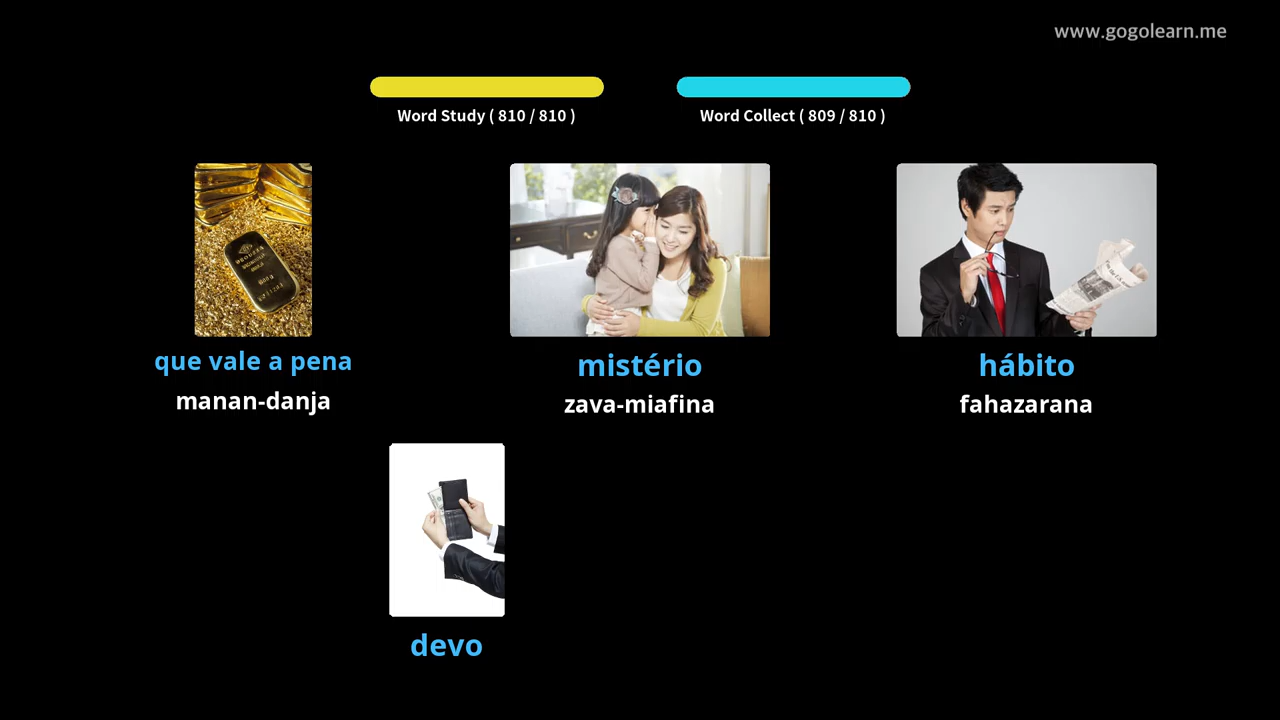 www.gogolearn.me
Word Study ( 810 / 810 )
Word Collect ( 809 / 810 )
que vale a pena
mistério
hábito
manan-danja
zava-miafina
fahazarana
devo